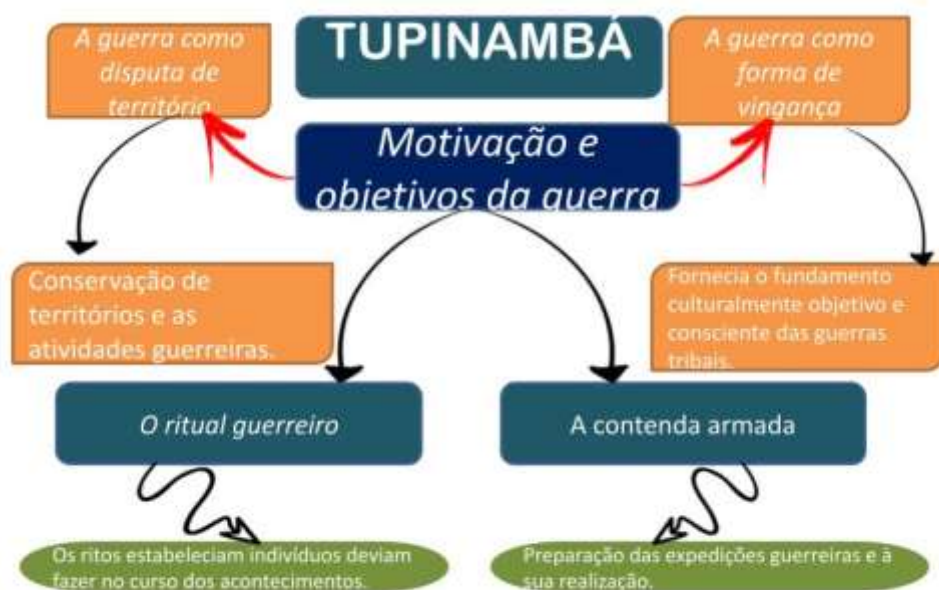 TUPINAMBÁ
A guerra como
disputa de
território
A guerra como
forma de
vingança
Motivação e
objetivos da guerra
Conservação de
territórios e as
atividades guerreiras.
Fornecia o fundamento
culturalmente objetivo e
consciente das guerras
tribais.
O ritual guerreiro
A contenda armada
Os ritos estabeleciam indivíduos deviam
fazer no curso dos acontecimentos.
Preparação das expedições guerreiras e à
sua realização.